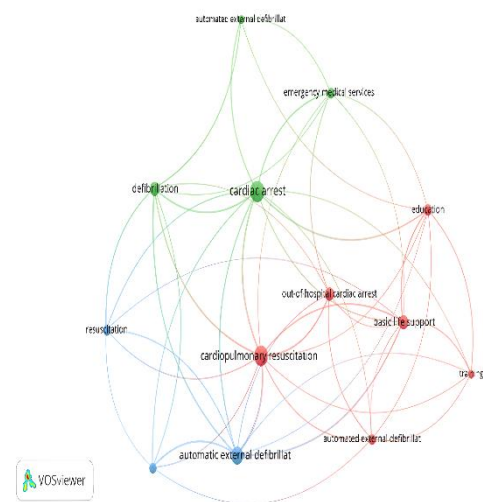 automated external defibrillat
emergency medical services
defibrillation
cardiac arrest
education
out-of-hospital cardiac arrest
basic life support
resuscitation
cardiopulmonary resuscitation
training
automated external-defibrillat
automatic external defibrillat
VOSviewer